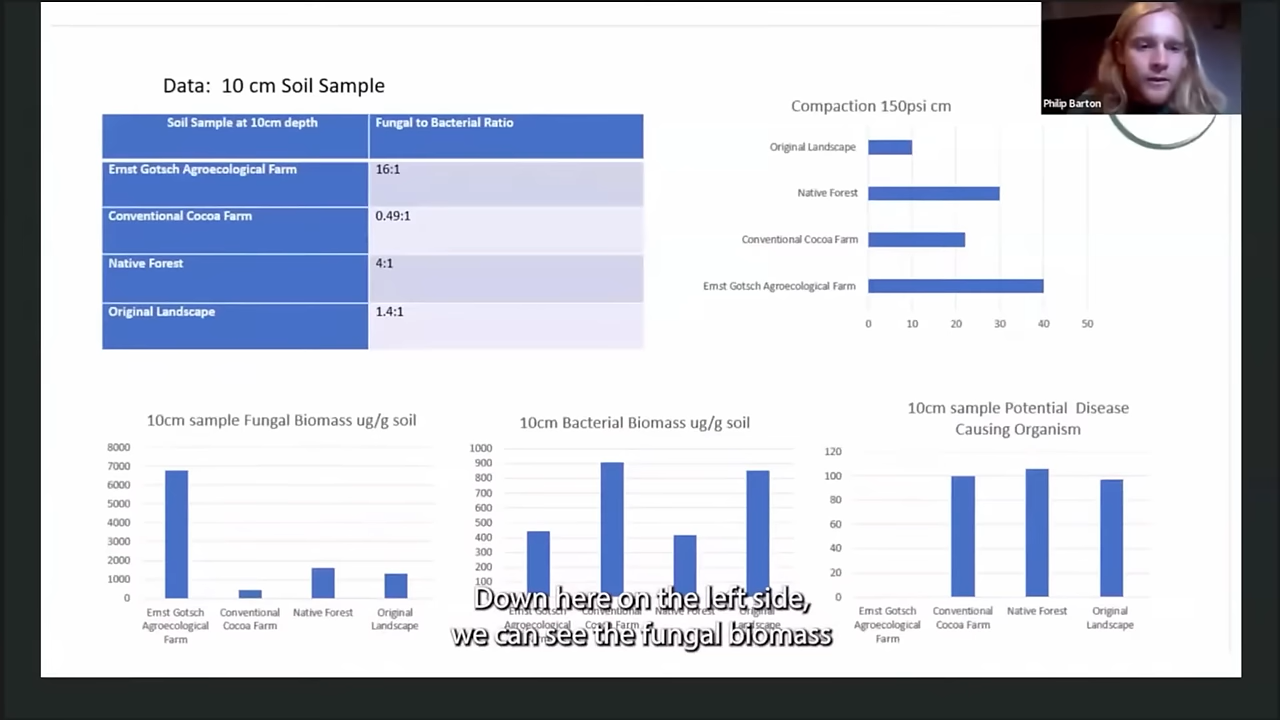 Data: 10 cm Soil Sample
Soil Sample at 10cm depth
Fungal to Bacterial Ratio
Ernst Gotsch Agroecological Farm
16:1
Conventional Cocoa Farm
0.49:1
Native Forest
4:1
Original Landscape
1.4:1
Compaction 150psi cm
Original Landscape
Native Forest
Conventional Cocoa Farm
Ernst Gotsch Agroecological Farm
0 10 20 30 40 50
Philip Barton
10cm sample Fungal Biomass ug/g soil
8000
7000
6000
5000
4000
3000
2000
1000
0
Ernst Gotsch
Agroecological
Farm
Conventional
Cocoa Farm
Native Forest
Original
Landscape
10cm Bacterial Biomass ug/g soil
1000
900
800
700
600
500
400
300
200
100
10cm sample Potential Disease
Causing Organism
120
100
80
60
40
20
0
Ernst Gotsch
Agroecological
Farm
Conventional
Cocoa Farm
Native Forest
Original
Landscape
Down here on the left side,
we can see the fungal biomass